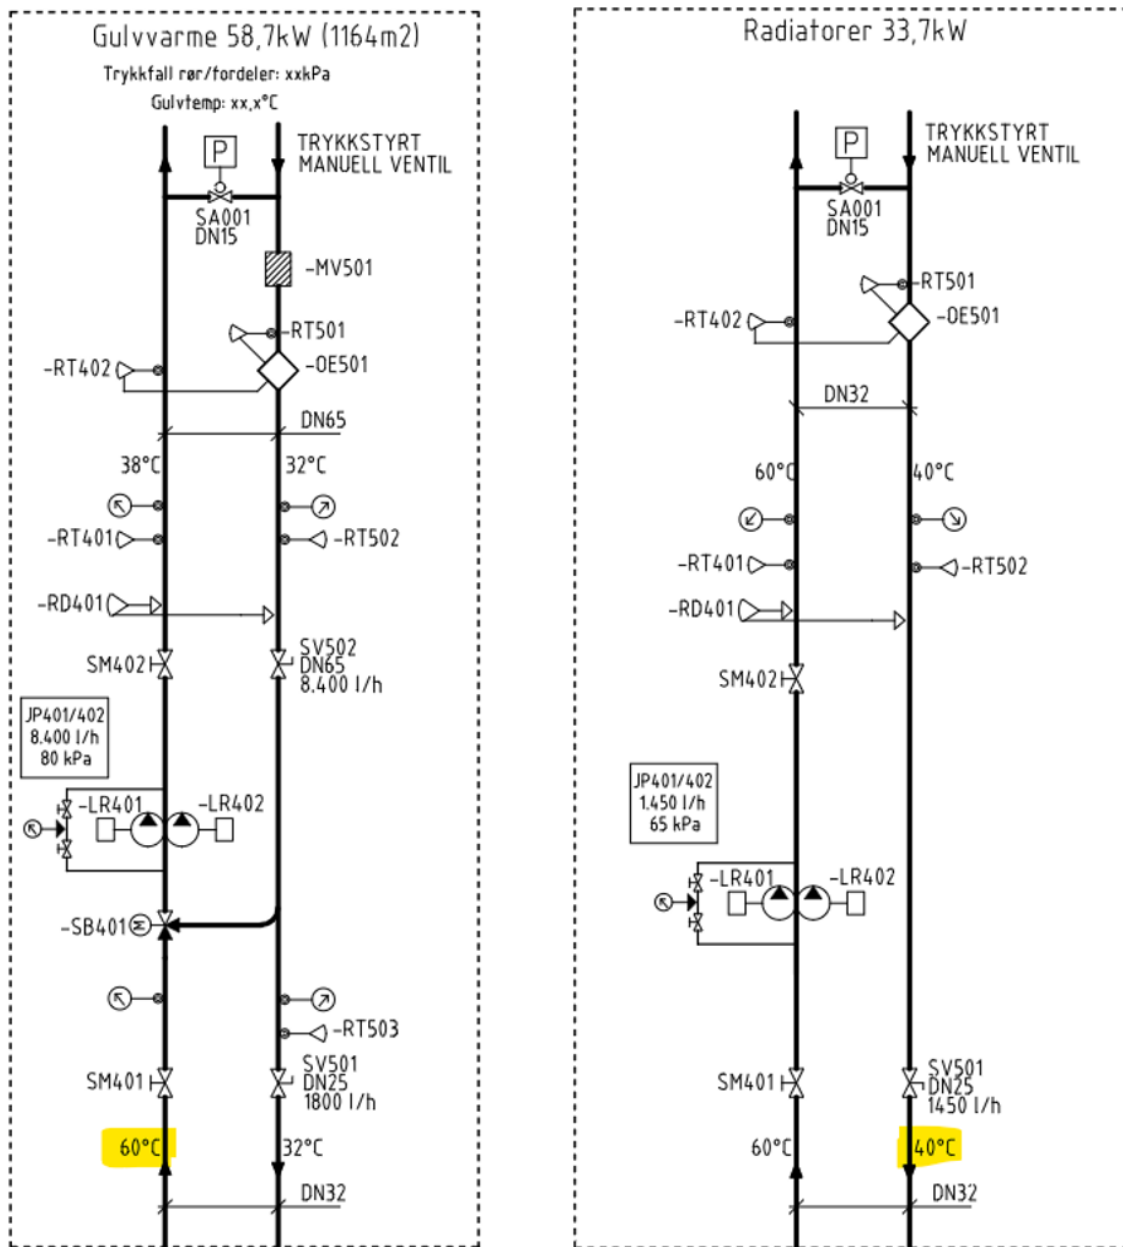 Gulvvarme 58,7kW (1164m2)
Trykkfall rør/fordeler: xxkPa
Gulvtemp: xx,x°C
P
TRYKKSTYRT
MANUELL VENTIL
SA001
DN15
-MV501
-RT501
-RT402
-OE501
DN65
38°C
32°C
-RT401
-RT502
-RD401
SM402
SV502
DN65
8.400 l/h
JP401/402
8.400 l/h
80 kPa
-LR401
-LR402
-SB401
M
-RT503
SM401
SV501
DN25
1800 l/h
60°C
32°C
DN32
Radiatorer 33,7kW
P
TRYKKSTYRT
MANUELL VENTIL
SA001
DN15
-RT501
-RT402
-OE501
DN32
60°C
40°C
-RT401
-RT502
-RD401
SM402
JP401/402
1.450 l/h
65 kPa
-LR401
-LR402
SM401
SV501
DN25
1450 l/h
60°C
40°C
DN32